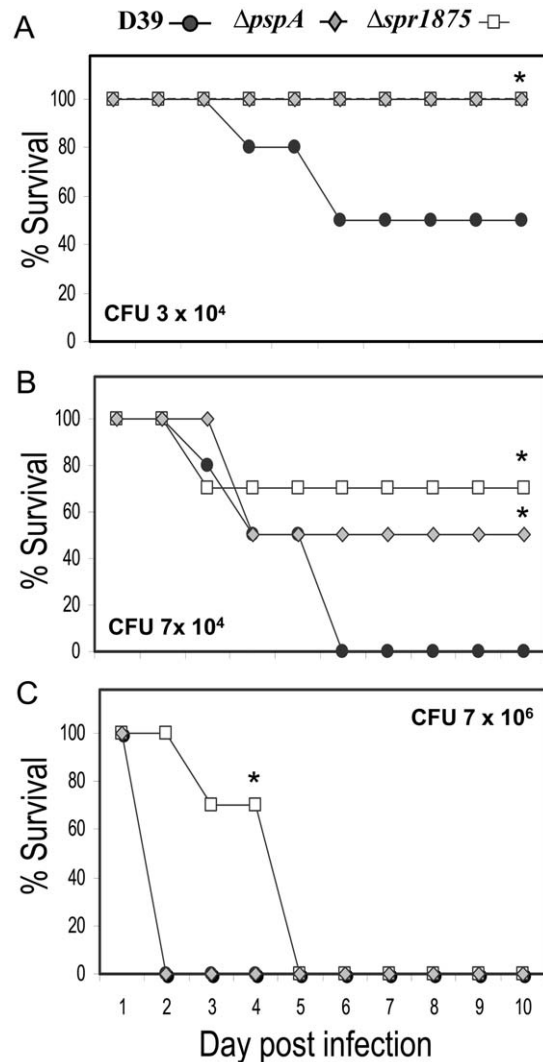 A
D39 ΔpspA Δspr1875
*
100
80
60
40
20
0
% Survival
CFU 3 x 10⁴
B
100
80
60
40
20
0
% Survival
*
*
CFU 7x 10⁴
C
CFU 7 x 10⁶
100
80
60
40
20
0
% Survival
*
1 2 3 4 5 6 7 8 9 10
Day post infection